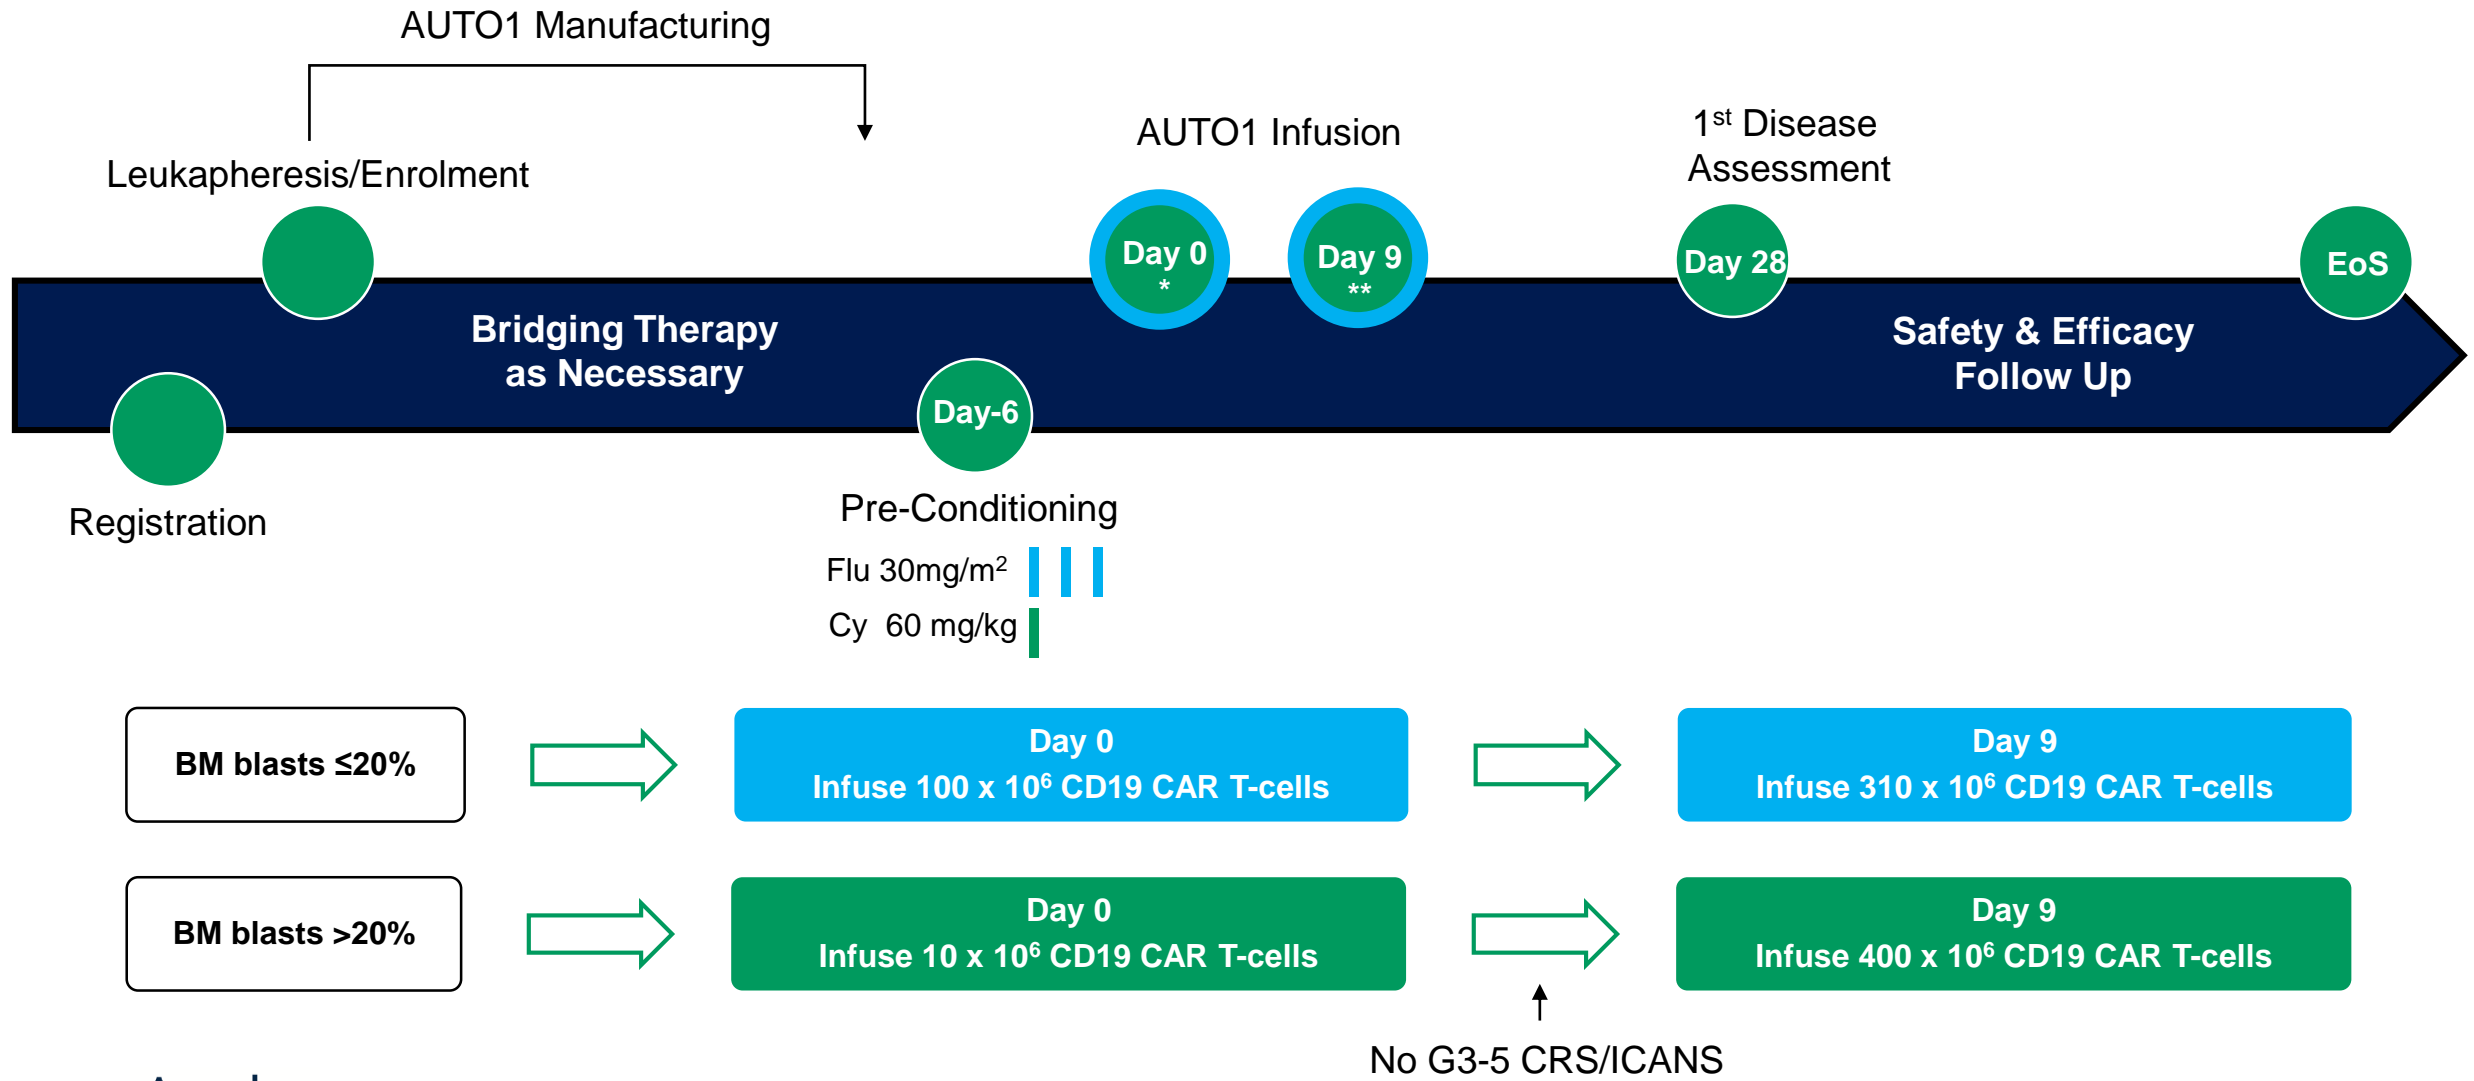 AUTO1 Manufacturing
Leukapheresis/Enrolment
AUTO1 Infusion
1st Disease
Assessment
Day 0
*
Day 9
**
Day 28
EoS
Bridging Therapy
as Necessary
Safety & Efficacy
Follow Up
Day-6
Registration
Pre-Conditioning
Flu 30mg/m²
Cy 60 mg/kg
BM blasts ≤20%
Day 0
Infuse 100 x 10⁶ CD19 CAR T-cells
Day 9
Infuse 310 x 10⁶ CD19 CAR T-cells
BM blasts >20%
Day 0
Infuse 10 x 10⁶ CD19 CAR T-cells
Day 9
Infuse 400 x 10⁶ CD19 CAR T-cells
No G3-5 CRS/ICANS